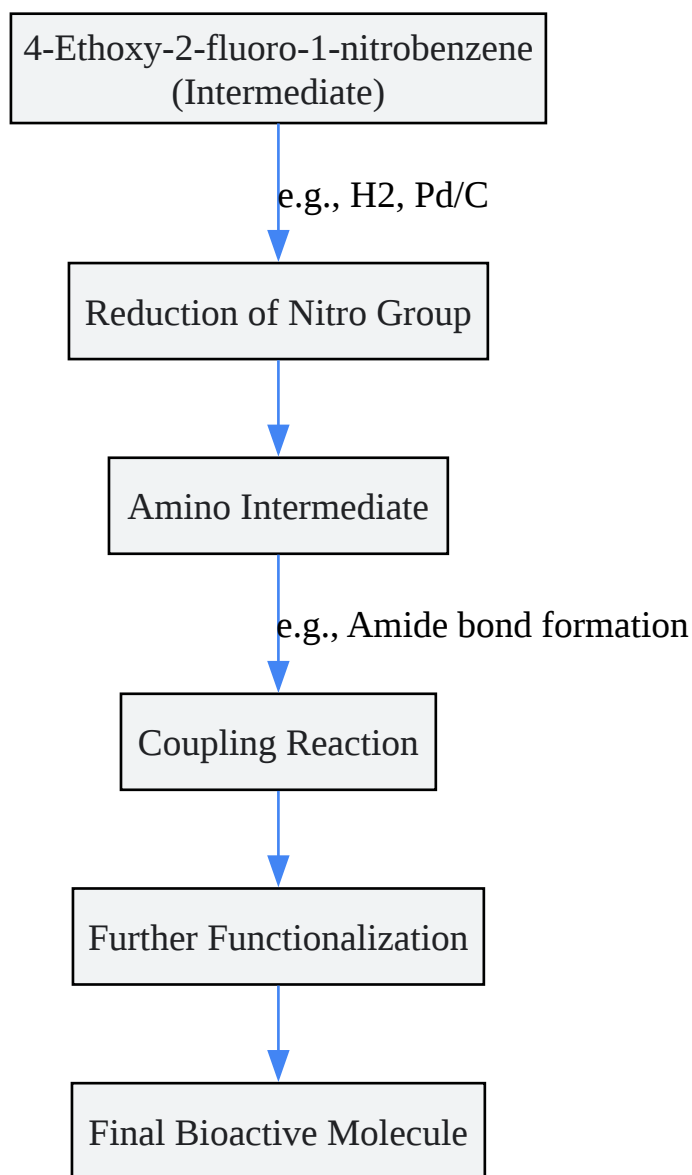 4-Ethoxy-2-fluoro-1-nitrobenzene
(Intermediate)
e.g., H2, Pd/C
Reduction of Nitro Group
Amino Intermediate
e.g., Amide bond formation
Coupling Reaction
Further Functionalization
Final Bioactive Molecule